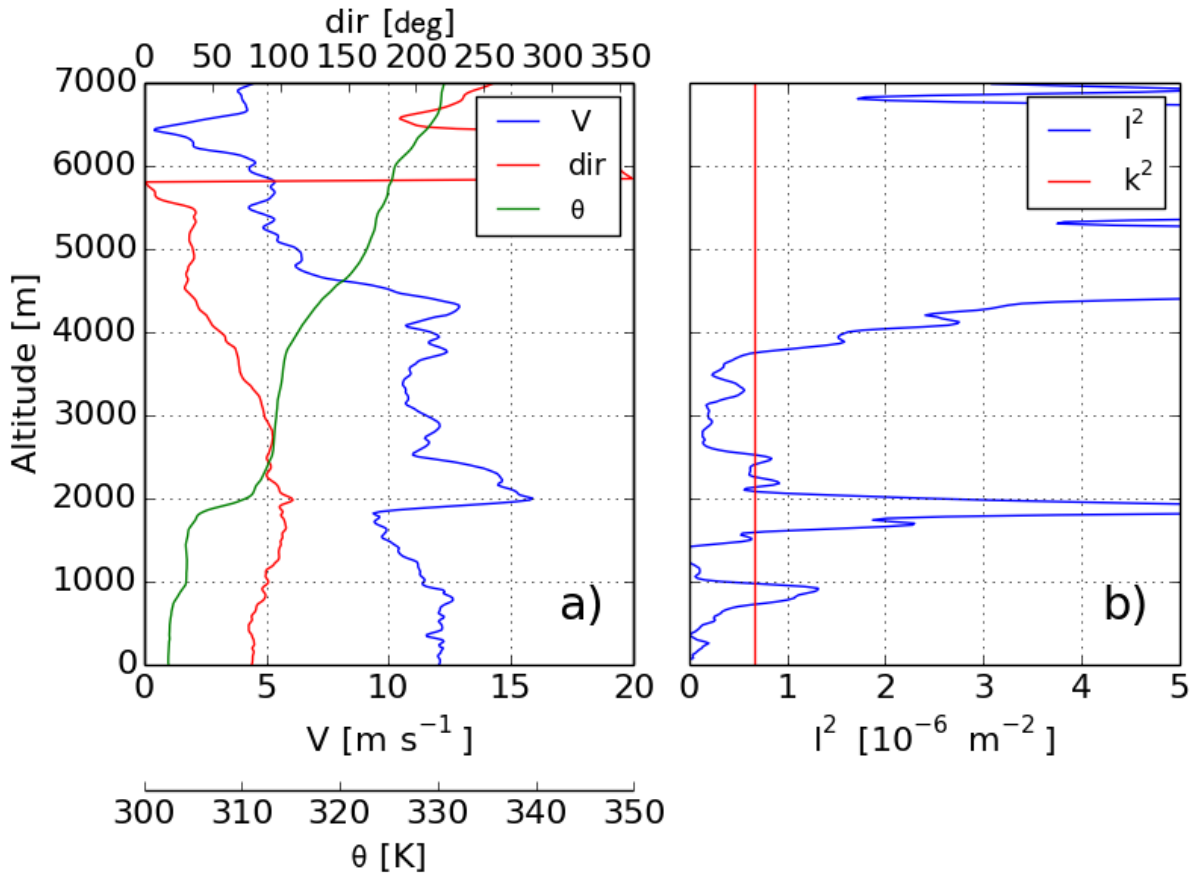 dir [deg]
0 50 100 150 200 250 300 350
7000
6000
5000
4000
3000
2000
1000
0
Altitude [m]
V
dir
θ
a)
0 5 10 15 20
V [m s⁻¹]
300 310 320 330 340 350
θ [K]
l²
k²
b)
0 1 2 3 4 5
l² [10⁻⁶ m⁻²]